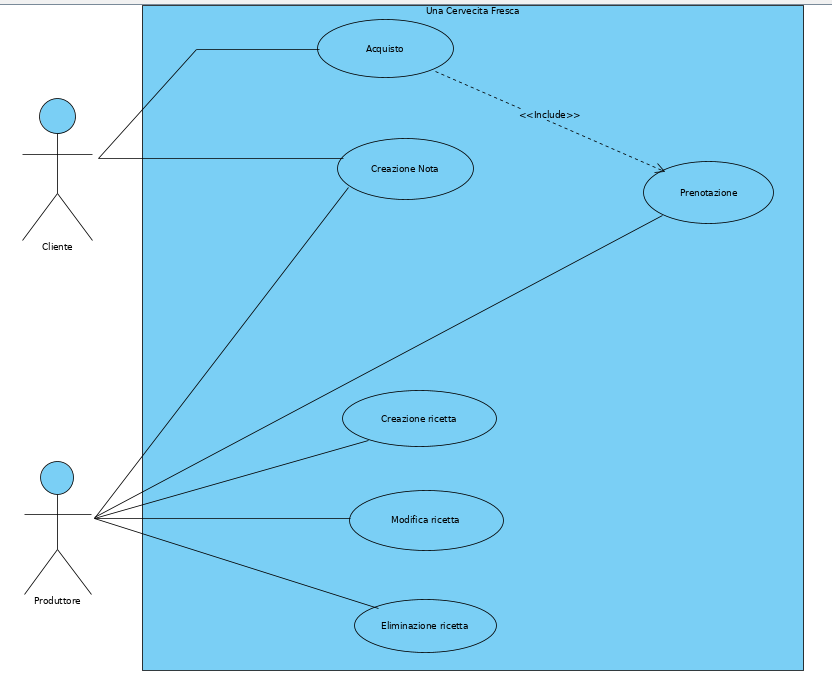 Una Cervecita Fresca
Acquisto
<<Include>>
Creazione Nota
Prenotazione
Cliente
Creazione ricetta
Modifica ricetta
Produttore
Eliminazione ricetta